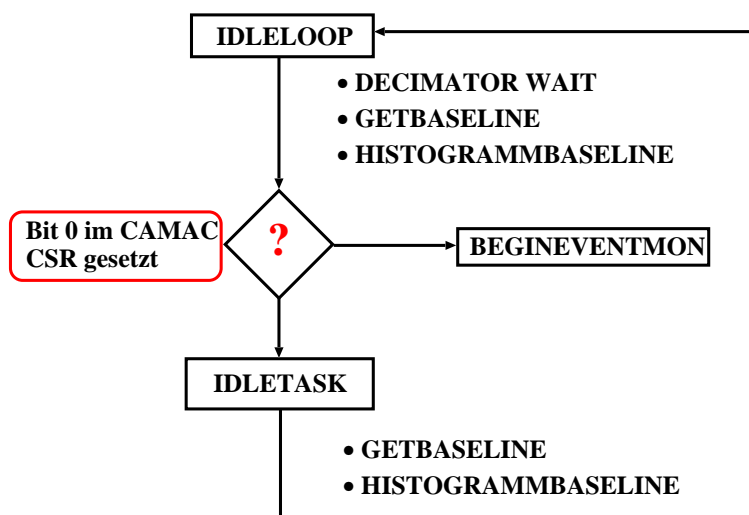 IDLELOOP
• DECIMATOR WAIT
• GETBASELINE
• HISTOGRAMMBASELINE
Bit 0 im CAMAC
CSR gesetzt
?
BEGINEVENTMON
IDLETASK
• GETBASELINE
• HISTOGRAMMBASELINE